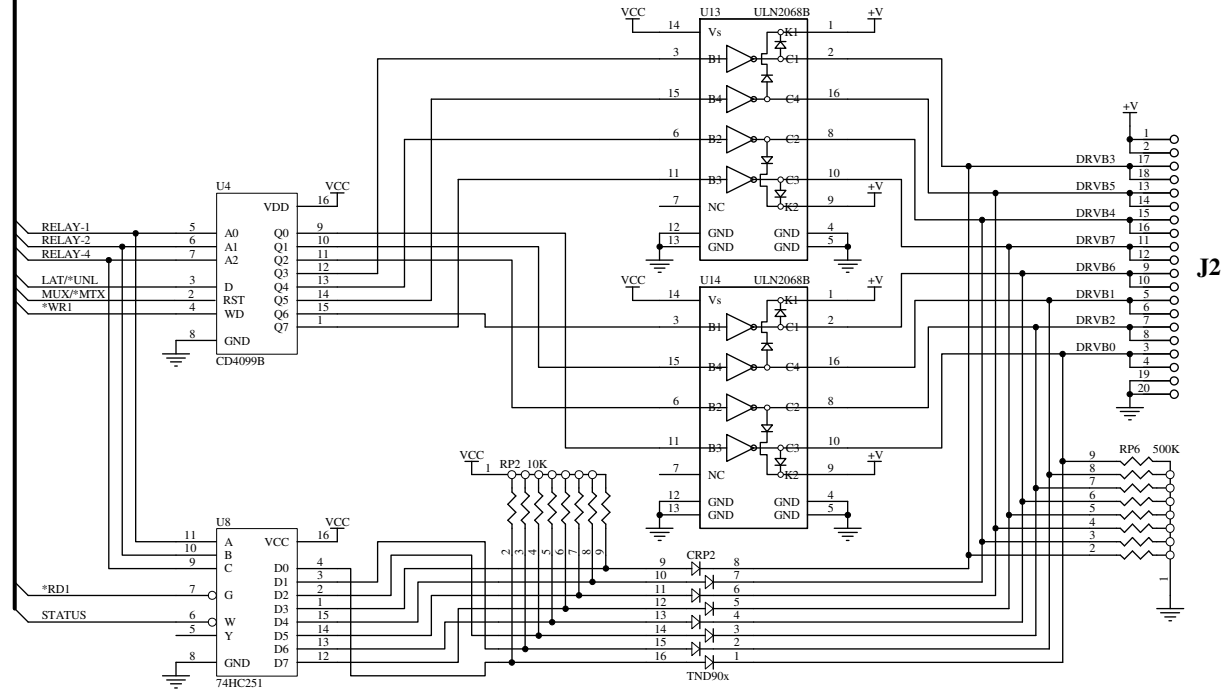 VCC
U13 ULN2068B
+V
14 Vs K1 1
3 B1 C1 2
15 B4 C4 16
6 B2 C2 8
11 B3 C3 10
+V
7 NC K2 9
12 GND GND 4
13 GND GND 5
VCC
U14 ULN2068B
+V
14 Vs K1 1
3 B1 C1 2
15 B4 C4 16
6 B2 C2 8
11 B3 C3 10
+V
7 NC K2 9
12 GND GND 4
13 GND GND 5
U4
VCC
VDD 16
RELAY-1 5 A0 Q0 9
RELAY-2 6 A1 Q1 10
RELAY-4 7 A2 Q2 11
Q3 12
LAT/*UNL 3 D Q4 13
MUX/*MTX 2 RST Q5 14
*WR1 4 WD Q6 15
Q7 1
8 GND
CD4099B
+V
1
2
DRVB3 17
18
DRVB5 13
14
DRVB4 15
16
DRVB7 11
12
DRVB6 9
10
DRVB1 5
6
DRVB2 7
8
DRVB0 3
4
19
20
J2
VCC
1 RP2 10K
2 3 4 5 6 7 8 9
U8
VCC
11 A VCC 16
10 B
9 C D0 4
D1 3
*RD1 7 G D2 2
D3 1
STATUS 6 W D4 15
5 Y D5 14
D6 13
8 GND D7 12
74HC251
CRP2
9 8
10 7
11 6
12 5
13 4
14 3
15 2
16 1
TND90x
9 RP6 500K
8
7
6
5
4
3
2
1